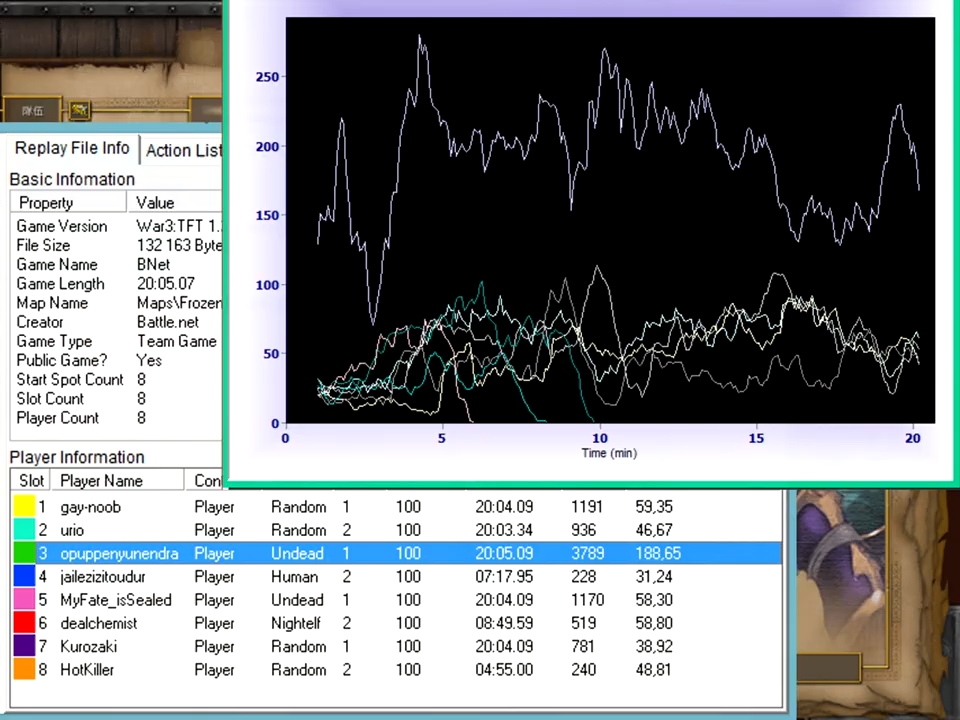 隊伍
250
200
150
100
50
0
0 5 10 15 20
Time (min)
Replay File Info Action List
Basic Infomation
Property Value
Game Version War3:TFT 1.
File Size 132 163 Byte
Game Name BNet
Game Length 20:05.07
Map Name Maps\Frozen
Creator Battle.net
Game Type Team Game
Public Game? Yes
Start Spot Count 8
Slot Count 8
Player Count 8
Player Information
Slot Player Name Con
1 gay-noob Player Random 1 100 20:04.09 1191 59,35
2 urio Player Random 2 100 20:03.34 936 46,67
3 opuppenyunendra Player Undead 1 100 20:05.09 3789 188,65
4 jailezizitoudur Player Human 2 100 07:17.95 228 31,24
5 MyFate_isSealed Player Undead 1 100 20:04.09 1170 58,30
6 dealchemist Player Nightelf 2 100 08:49.59 519 58,80
7 Kurozaki Player Random 1 100 20:04.09 781 38,92
8 HotKiller Player Random 2 100 04:55.00 240 48,81